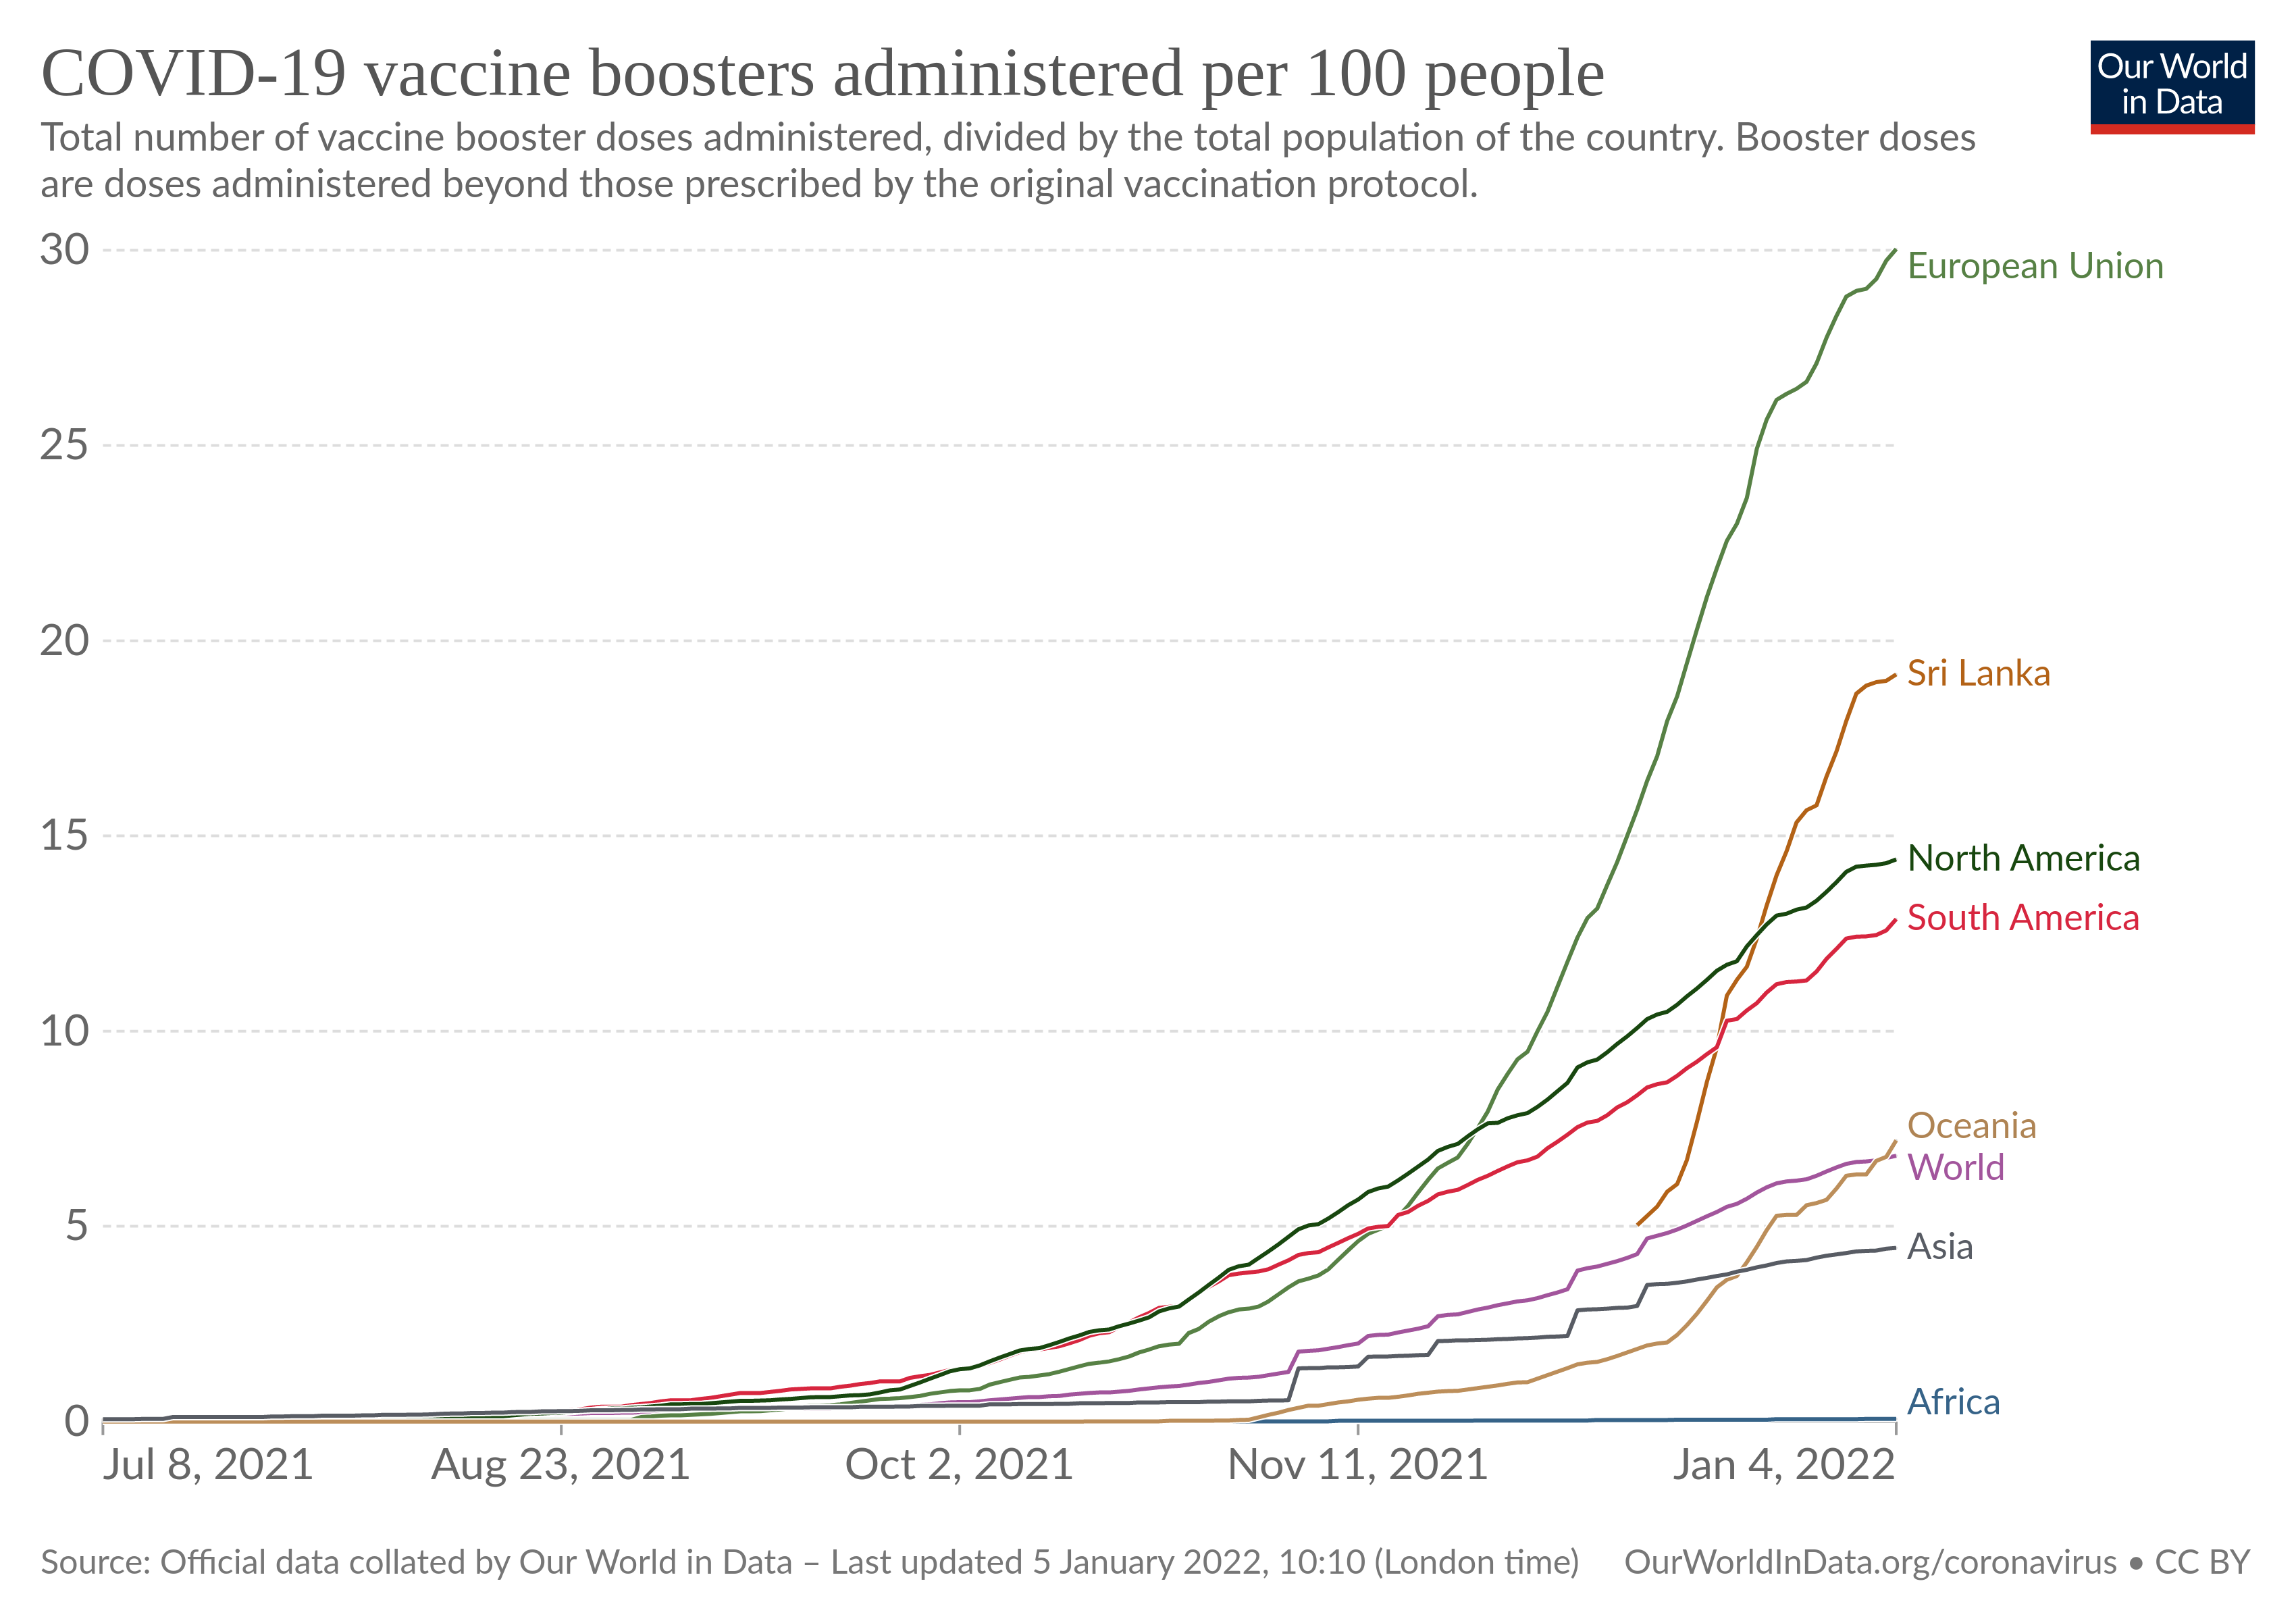 COVID-19 vaccine boosters administered per 100 people
Our World
in Data
Total number of vaccine booster doses administered, divided by the total population of the country. Booster doses
are doses administered beyond those prescribed by the original vaccination protocol.
30
European Union
25
20
Sri Lanka
15
North America
South America
10
Oceania
World
5
Asia
Africa
0
Jul 8, 2021
Aug 23, 2021
Oct 2, 2021
Nov 11, 2021
Jan 4, 2022
Source: Official data collated by Our World in Data – Last updated 5 January 2022, 10:10 (London time)
OurWorldInData.org/coronavirus • CC BY